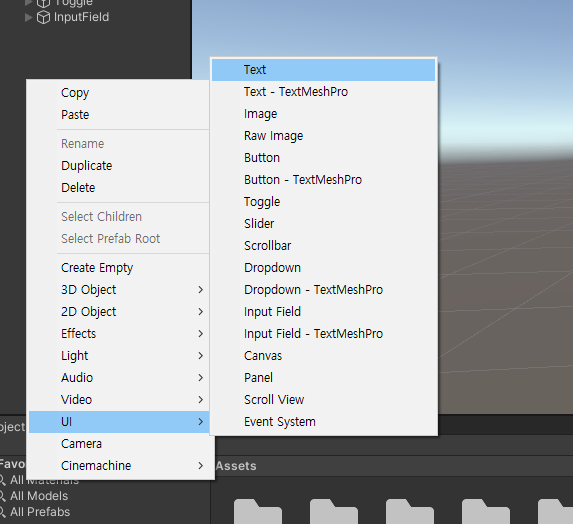 Toggle
InputField
Copy
Paste
Rename
Duplicate
Delete
Select Children
Select Prefab Root
Create Empty
3D Object
2D Object
Effects
Light
Audio
Video
UI
Camera
Cinemachine
Text
Text - TextMeshPro
Image
Raw Image
Button
Button - TextMeshPro
Toggle
Slider
Scrollbar
Dropdown
Dropdown - TextMeshPro
Input Field
Input Field - TextMeshPro
Canvas
Panel
Scroll View
Event System
oject
Favo
All Materials
All Models
All Prefabs
Assets